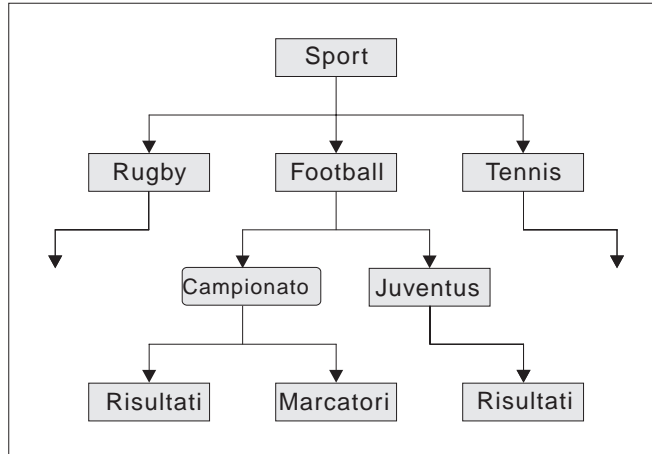 Sport
Rugby
Football
Tennis
Campionato
Juventus
Risultati
Marcatori
Risultati